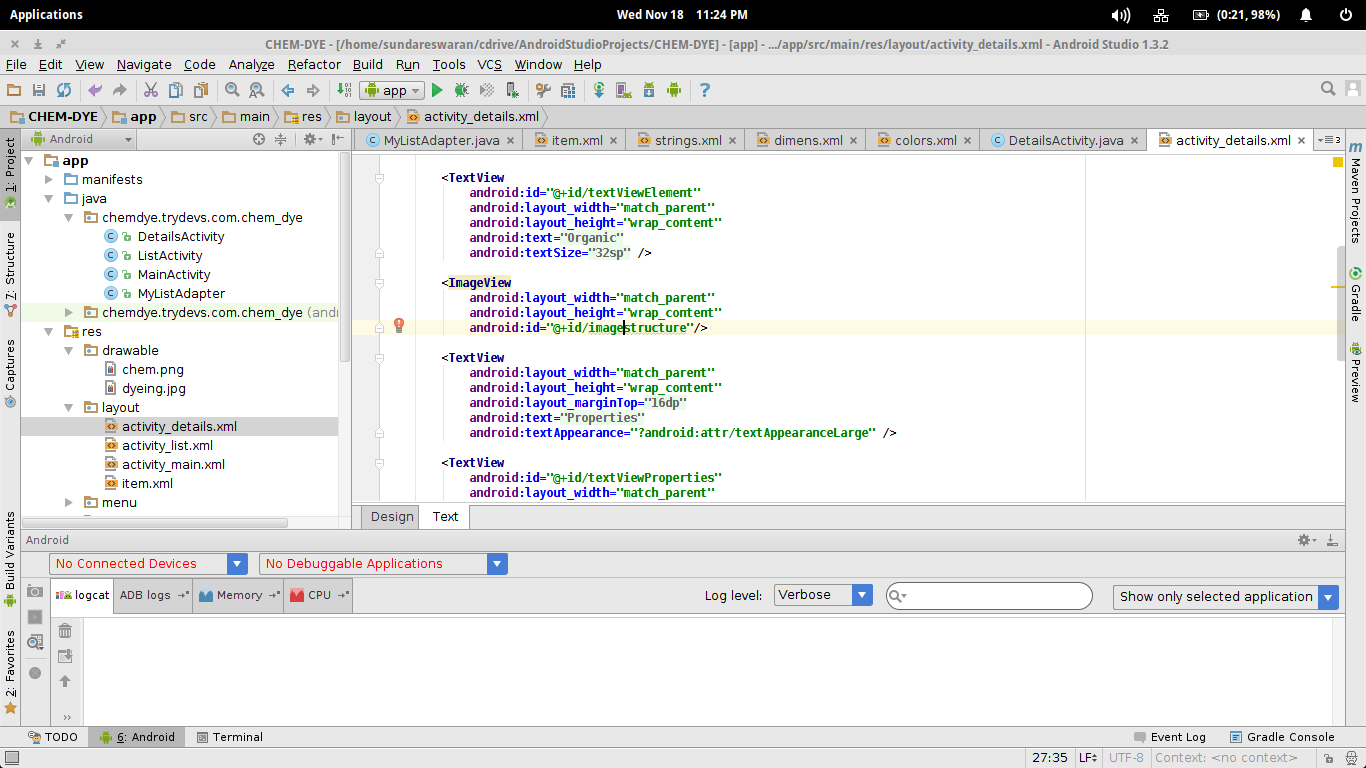 Applications
Wed Nov 18 11:24 PM
(0:21, 98%)
CHEM-DYE - [/home/sundareswaran/cdrive/AndroidStudioProjects/CHEM-DYE] - [app] - .../app/src/main/res/layout/activity_details.xml - Android Studio 1.3.2
File Edit View Navigate Code Analyze Refactor Build Run Tools VCS Window Help
app
CHEM-DYE app src main res layout activity_details.xml
Android
MyListAdapter.java item.xml strings.xml dimens.xml colors.xml DetailsActivity.java activity_details.xml 3
1: Project
7: Structure
Captures
Build Variants
2: Favorites
app
manifests
java
chemdye.trydevs.com.chem_dye
DetailsActivity
ListActivity
MainActivity
MyListAdapter
chemdye.trydevs.com.chem_dye (andr
res
drawable
chem.png
dyeing.jpg
layout
activity_details.xml
activity_list.xml
activity_main.xml
item.xml
menu
<TextView
android:id="@+id/textViewElement"
android:layout_width="match_parent"
android:layout_height="wrap_content"
android:text="Organic"
android:textSize="32sp" />
<ImageView
android:layout_width="match_parent"
android:layout_height="wrap_content"
android:id="@+id/imagestructure"/>
<TextView
android:layout_width="match_parent"
android:layout_height="wrap_content"
android:layout_marginTop="16dp"
android:text="Properties"
android:textAppearance="?android:attr/textAppearanceLarge" />
<TextView
android:id="@+id/textViewProperties"
android:layout_width="match_parent"
Maven Projects
Gradle
Preview
Design Text
Android
No Connected Devices No Debuggable Applications
logcat ADB logs Memory CPU
Log level: Verbose Show only selected application
TODO 6: Android Terminal Event Log Gradle Console
27:35 LF UTF-8 Context: <no context>